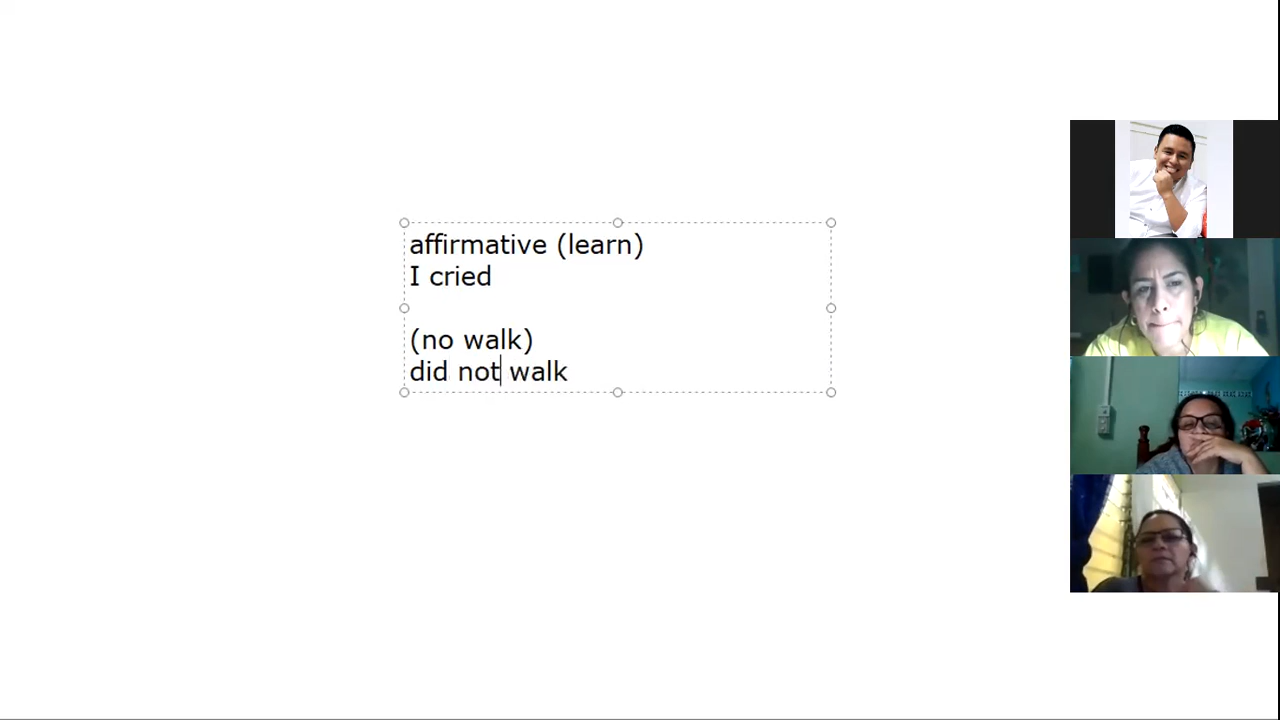 affirmative (learn)
I cried
(no walk)
did not walk